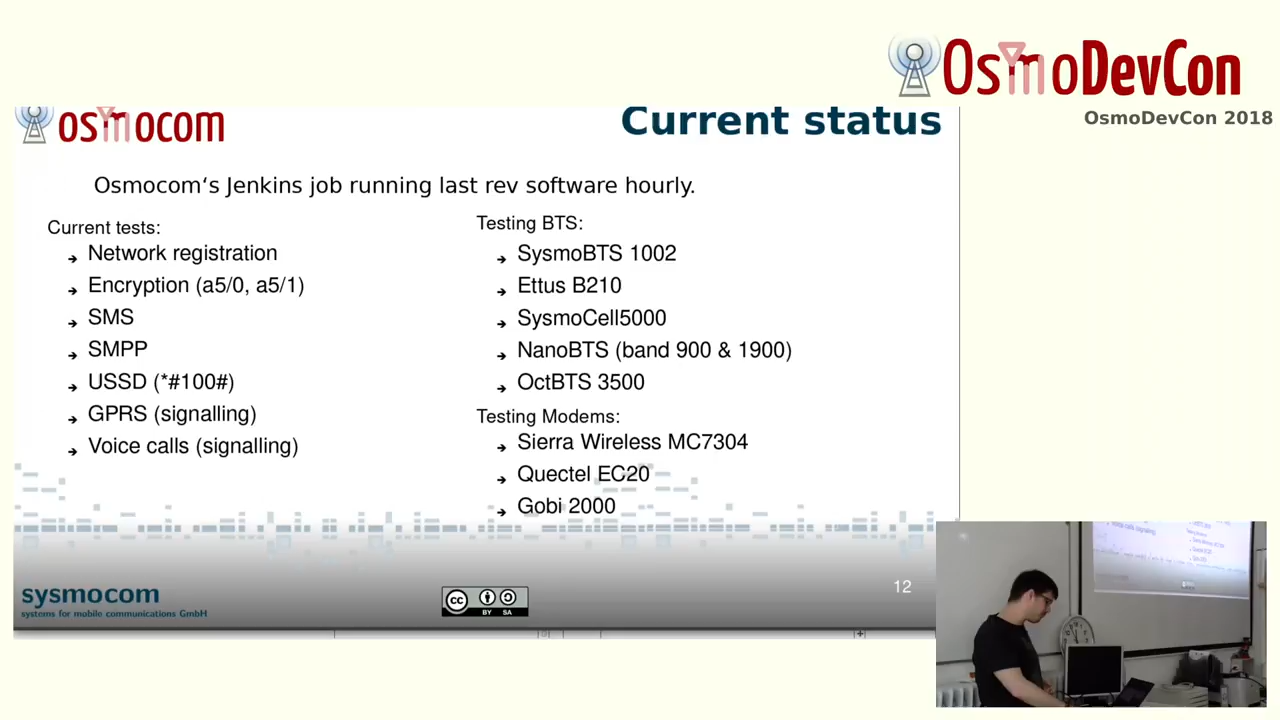 OsmoDevCon
OsmoDevCon 2018
osmocom
Current status
Osmocom‘s Jenkins job running last rev software hourly.
Current tests:
Network registration
Encryption (a5/0, a5/1)
SMS
SMPP
USSD (*#100#)
GPRS (signalling)
Voice calls (signalling)
Testing BTS:
SysmoBTS 1002
Ettus B210
SysmoCell5000
NanoBTS (band 900 & 1900)
OctBTS 3500
Testing Modems:
Sierra Wireless MC7304
Quectel EC20
Gobi 2000
sysmocom
systems for mobile communications GmbH
cc
BY SA
12